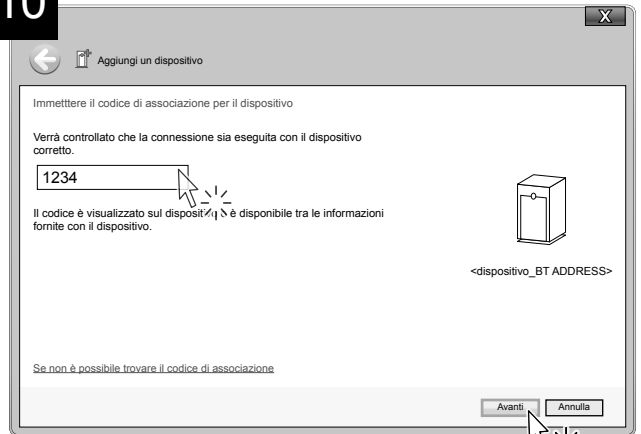 10
X
Aggiungi un dispositivo
Immetttere il codice di associazione per il dispositivo
Verrà controllato che la connessione sia eseguita con il dispositivo
corretto.
1234
Il codice è visualizzato sul dispositivo è disponibile tra le informazioni
fornite con il dispositivo.
<dispositivo_BT ADDRESS>
Se non è possibile trovare il codice di associazione
Avanti
Annulla